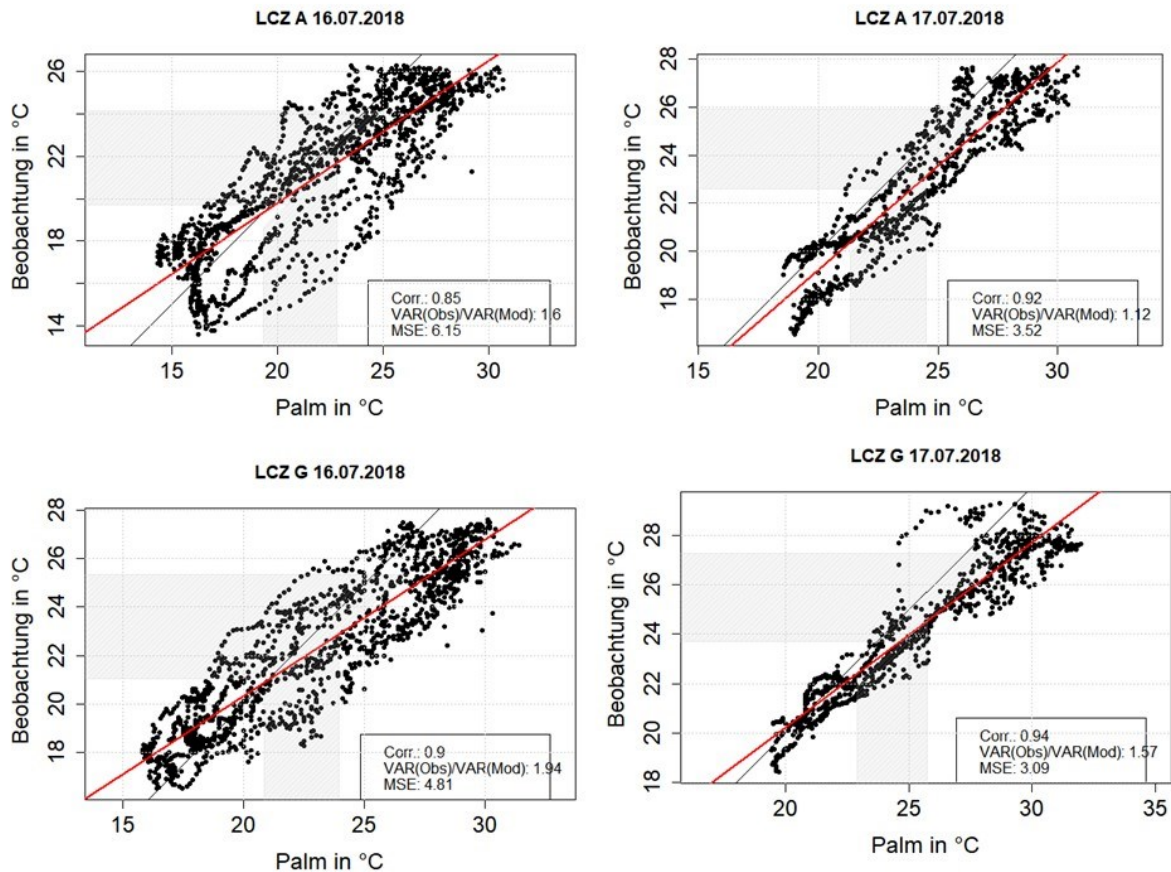 LCZ A 16.07.2018
Beobachtung in °C
26
22
18
14
Corr.: 0.85
VAR(Obs)/VAR(Mod): 1.6
MSE: 6.15
15 20 25 30
Palm in °C
LCZ A 17.07.2018
Beobachtung in °C
28
26
24
22
20
18
Corr.: 0.92
VAR(Obs)/VAR(Mod): 1.12
MSE: 3.52
15 20 25 30
Palm in °C
LCZ G 16.07.2018
Beobachtung in °C
28
26
24
22
20
18
Corr.: 0.9
VAR(Obs)/VAR(Mod): 1.94
MSE: 4.81
15 20 25 30
Palm in °C
LCZ G 17.07.2018
Beobachtung in °C
28
26
24
22
20
18
Corr.: 0.94
VAR(Obs)/VAR(Mod): 1.57
MSE: 3.09
20 25 30 35
Palm in °C